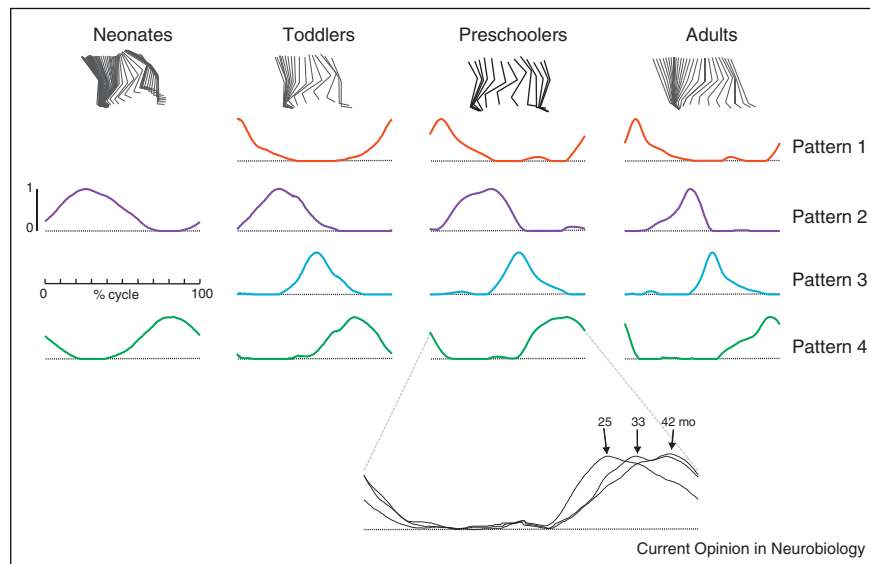 Neonates Toddlers Preschoolers Adults
Pattern 1
1
0
Pattern 2
0 % cycle 100
Pattern 3
Pattern 4
25 33 42 mo
Current Opinion in Neurobiology